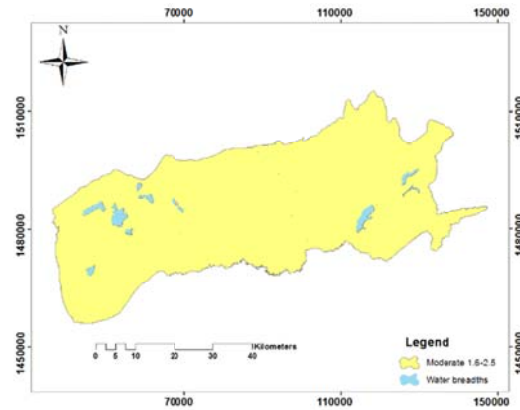 70000 110000 150000
N
1510000 1510000
1480000 1480000
1450000 1450000
Kilometers
0 5 10 20 30 40
Legend
Moderate 1.6-2.5
Water breadths
70000 110000 150000